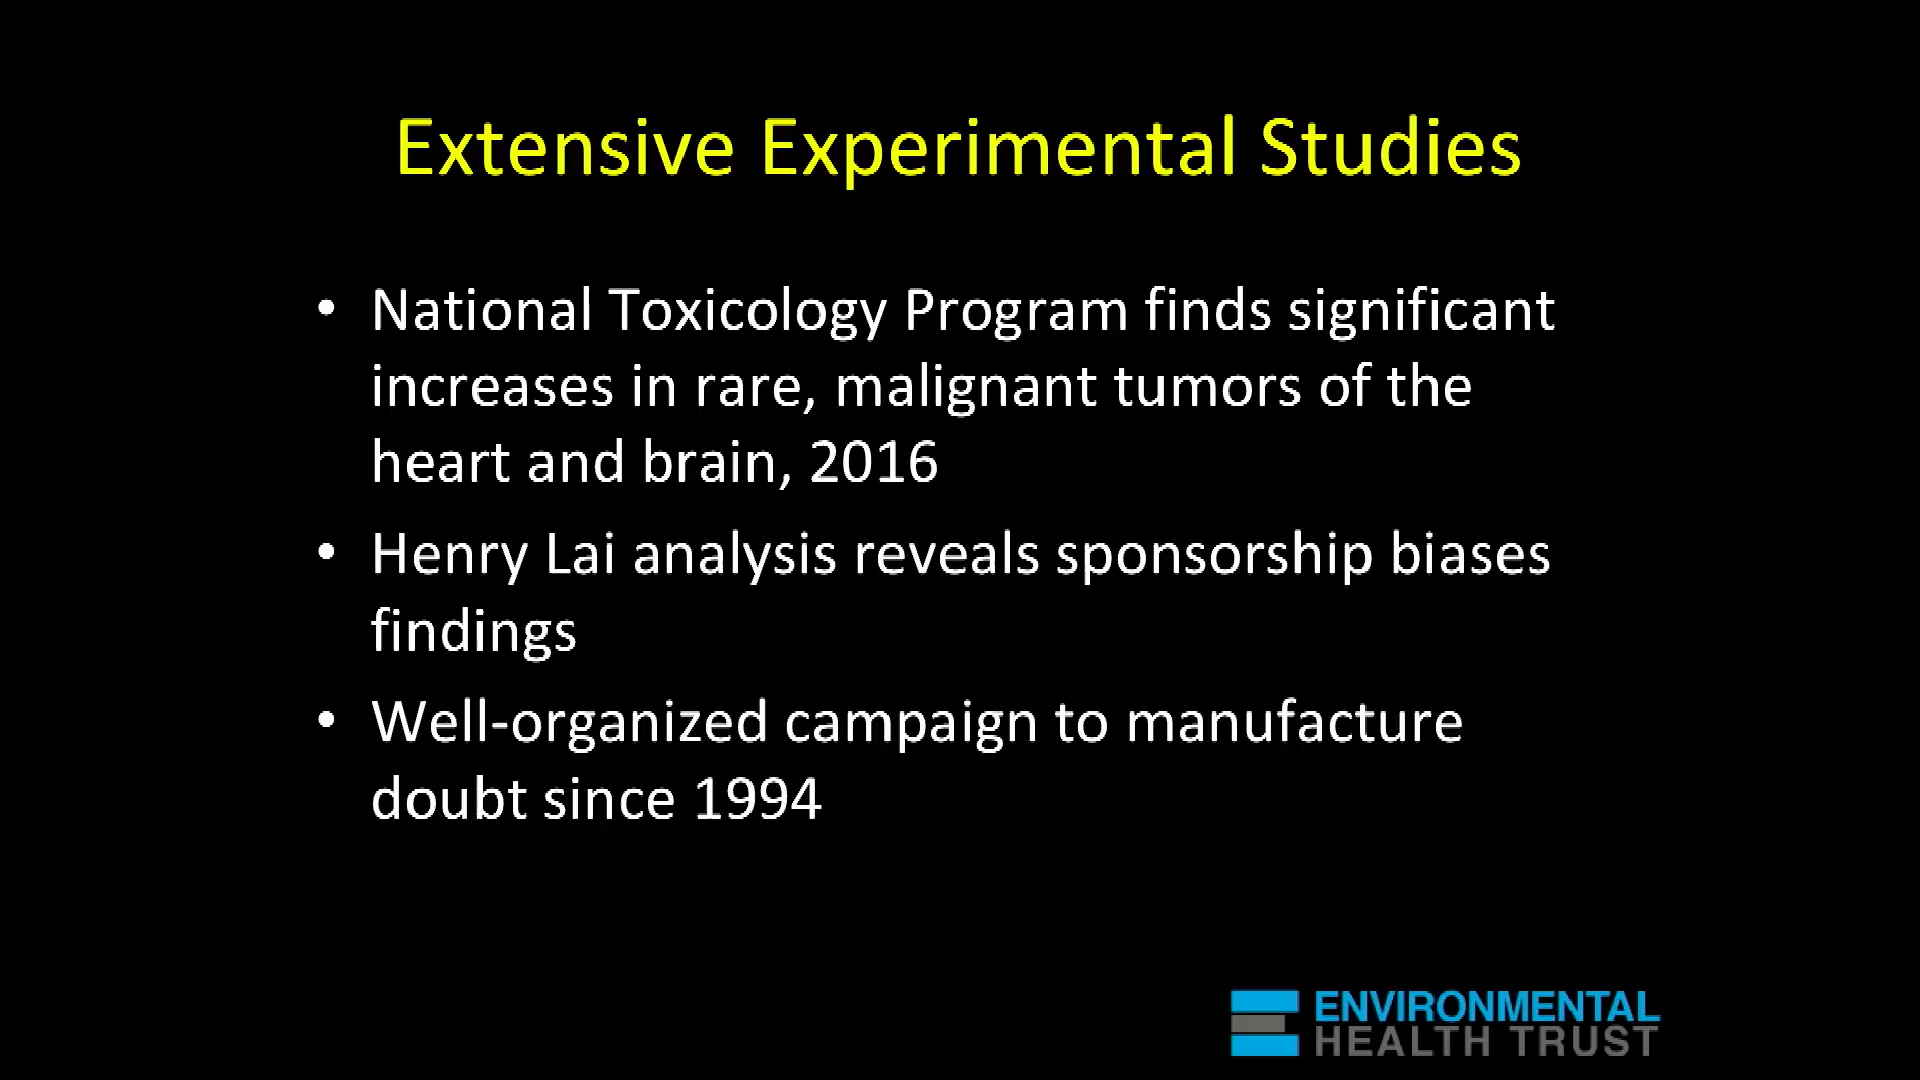 Extensive Experimental Studies
• National Toxicology Program finds significant
increases in rare, malignant tumors of the
heart and brain, 2016
• Henry Lai analysis reveals sponsorship biases
findings
• Well-organized campaign to manufacture
doubt since 1994
ENVIRONMENTAL
HEALTH TRUST